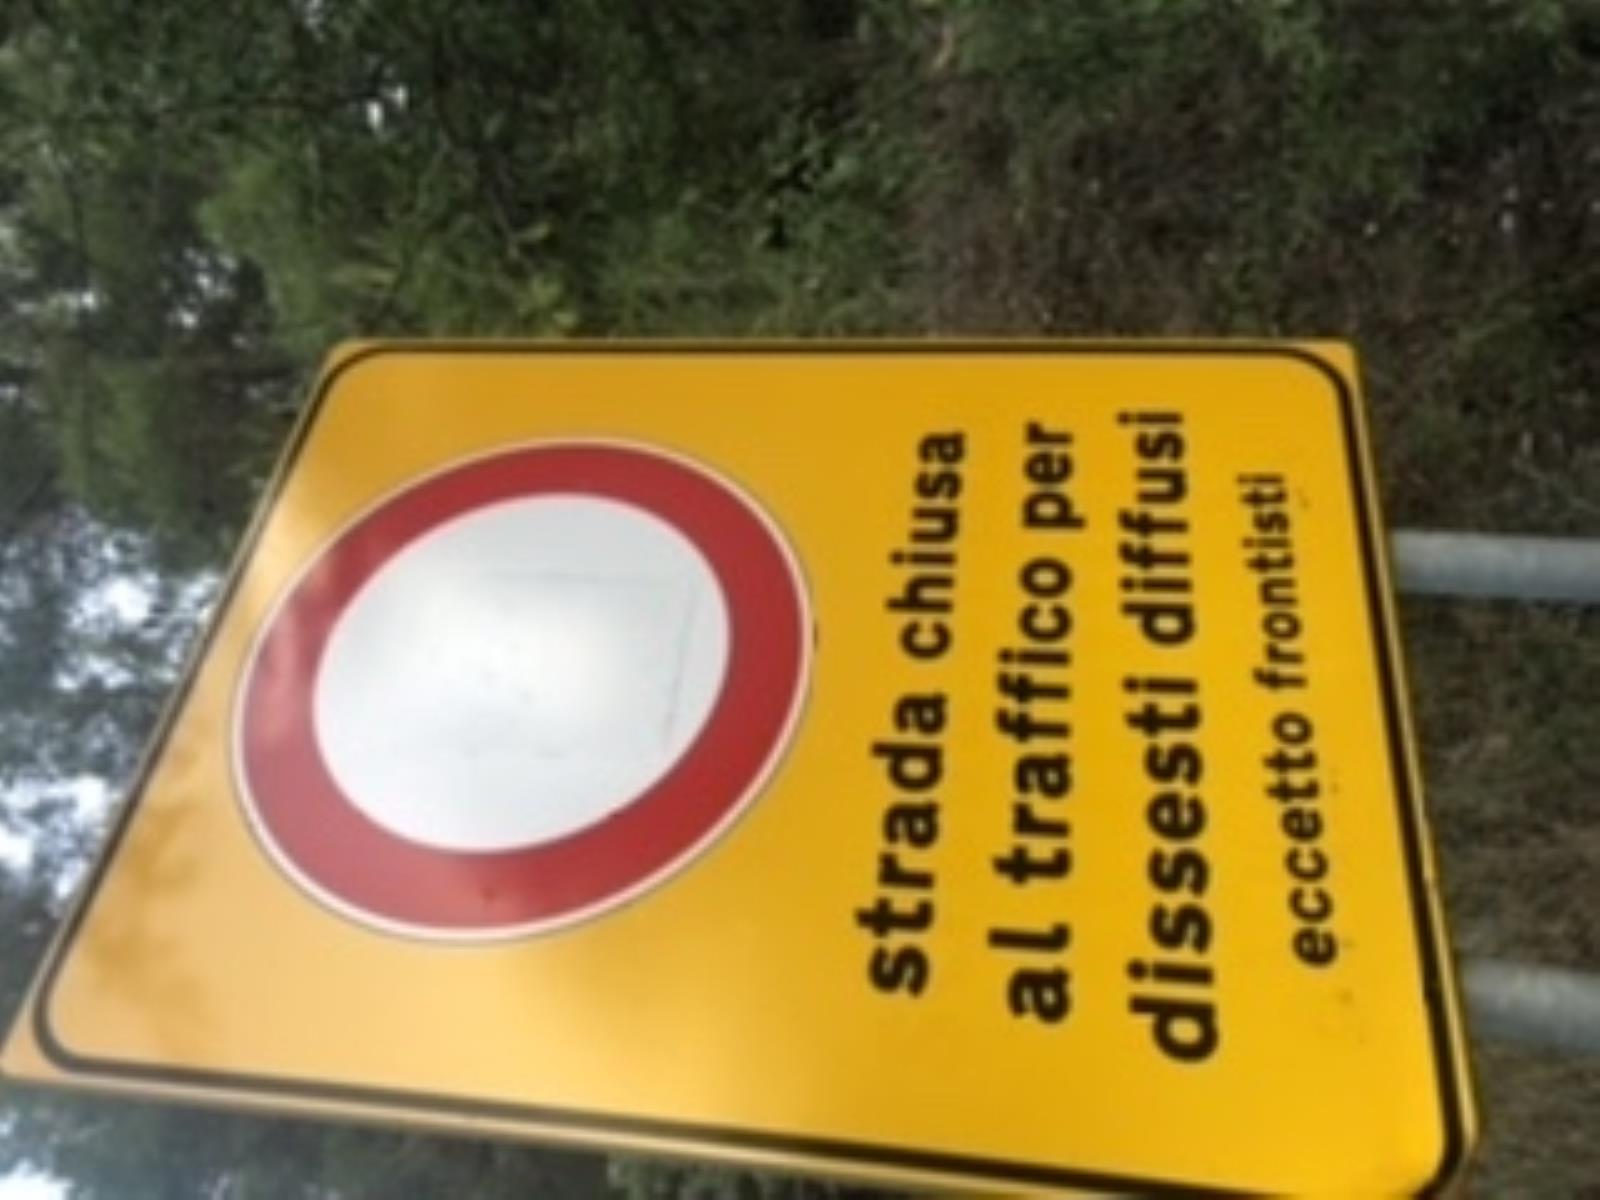 strada chiusa
al traffico per
dissesti diffusi
eccetto frontisti